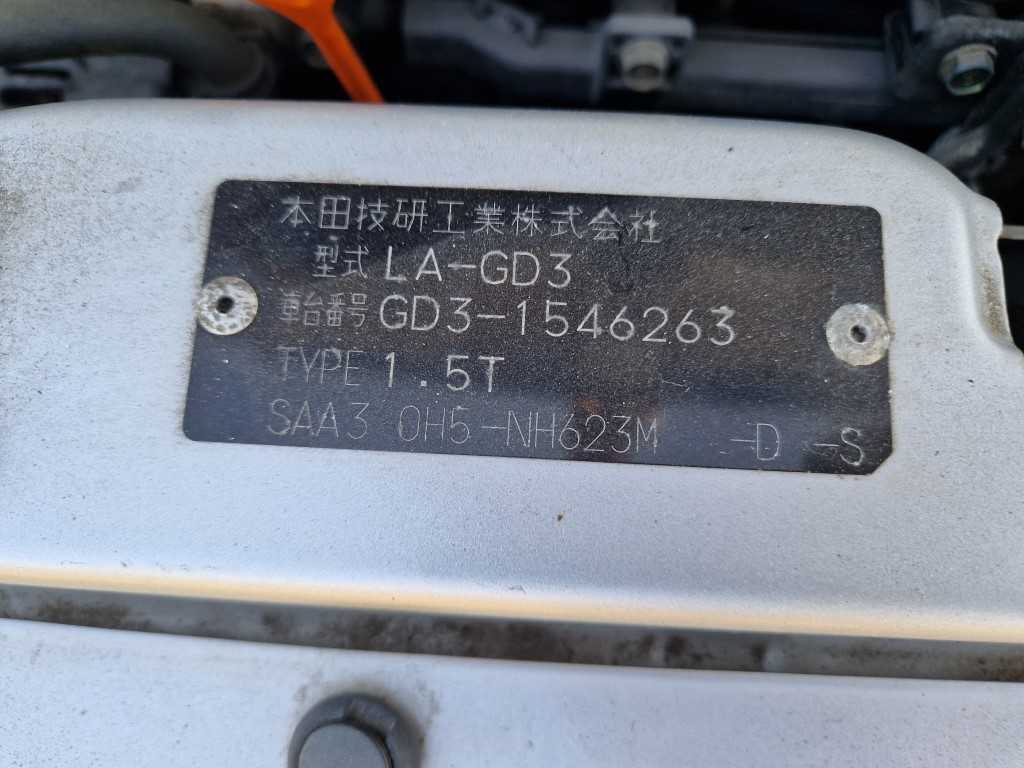 本田技研工業株式会社
型式 LA-GD3
車台番号 GD3-1546263
TYPE 1.5T
SAA3 0H5-NH623M -D -S